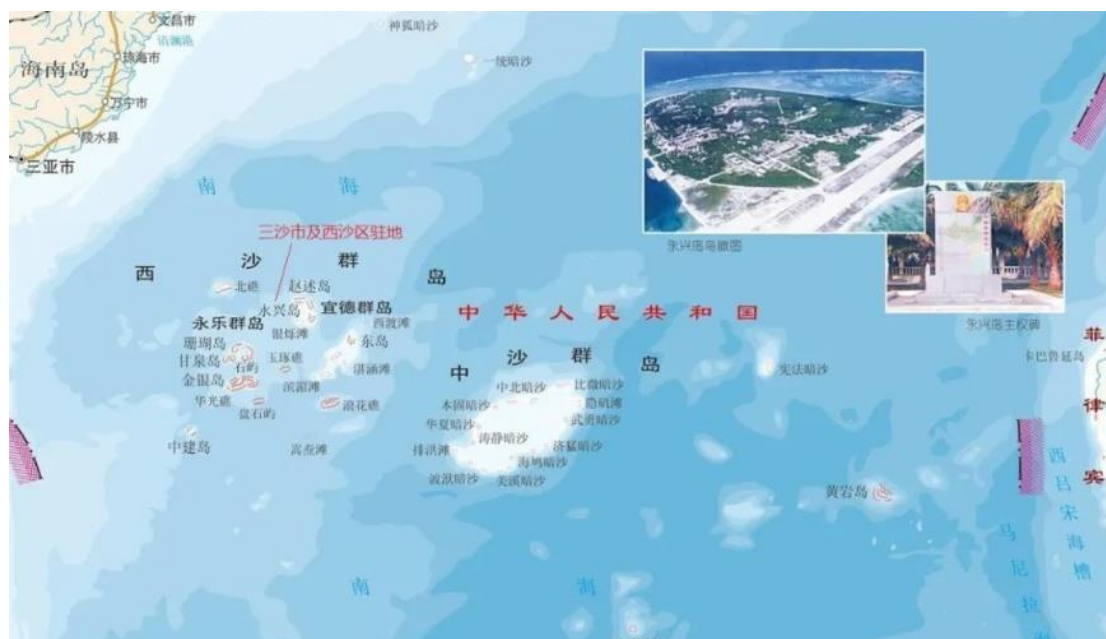 文昌市
清澜港
琼海市
海南岛
万宁市
陵水县
三亚市
神狐暗沙
一统暗沙
南海
三沙市及西沙区驻地
永兴岛鸟瞰图
永兴岛主权碑
西沙群岛
北礁
赵述岛
永兴岛
宣德群岛
永乐群岛
银烁滩
西渡滩
珊瑚岛
东岛
甘泉岛
石屿
玉琢礁
湛涵滩
金银岛
滨湄滩
华光礁
盘石屿
浪花礁
中建岛
嵩焘滩
中华人民共和国
中沙群岛
中北暗沙
比微暗沙
本固暗沙
隐矶滩
华夏暗沙
武勇暗沙
涛静暗沙
排洪滩
济猛暗沙
海鸠暗沙
波洑暗沙
美溪暗沙
宪法暗沙
黄岩岛
卡巴鲁延岛
菲律宾
西吕宋海槽
马尼拉
南海